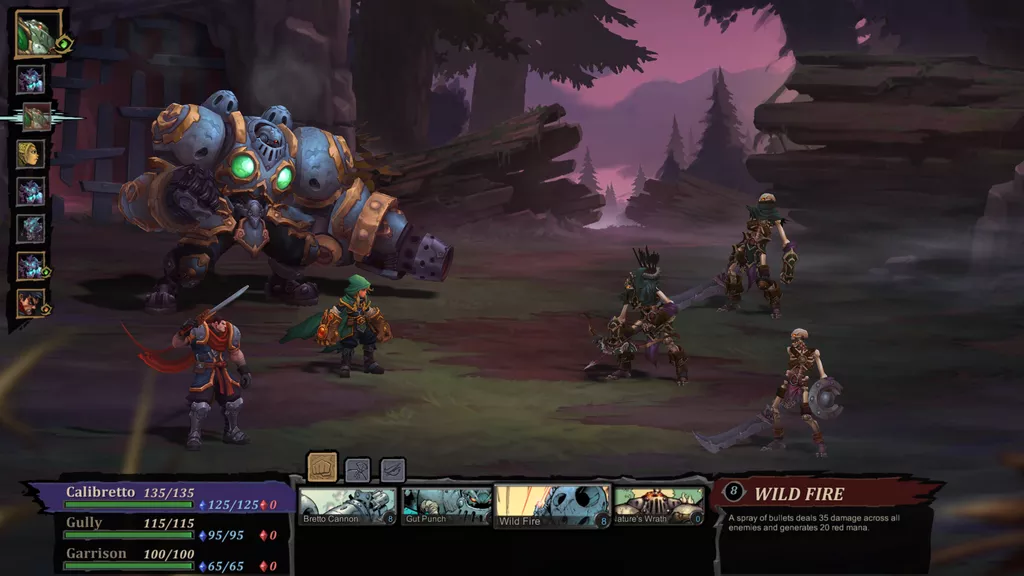 Calibretto 135/135
125/125 0
Gully 115/115
95/95 0
Garrison 100/100
65/65 0
Bretto Cannon 8
Gut Punch 8
Wild Fire 8
ature's Wrath 0
8 WILD FIRE
A spray of bullets deals 35 damage across all
enemies and generates 20 red mana.